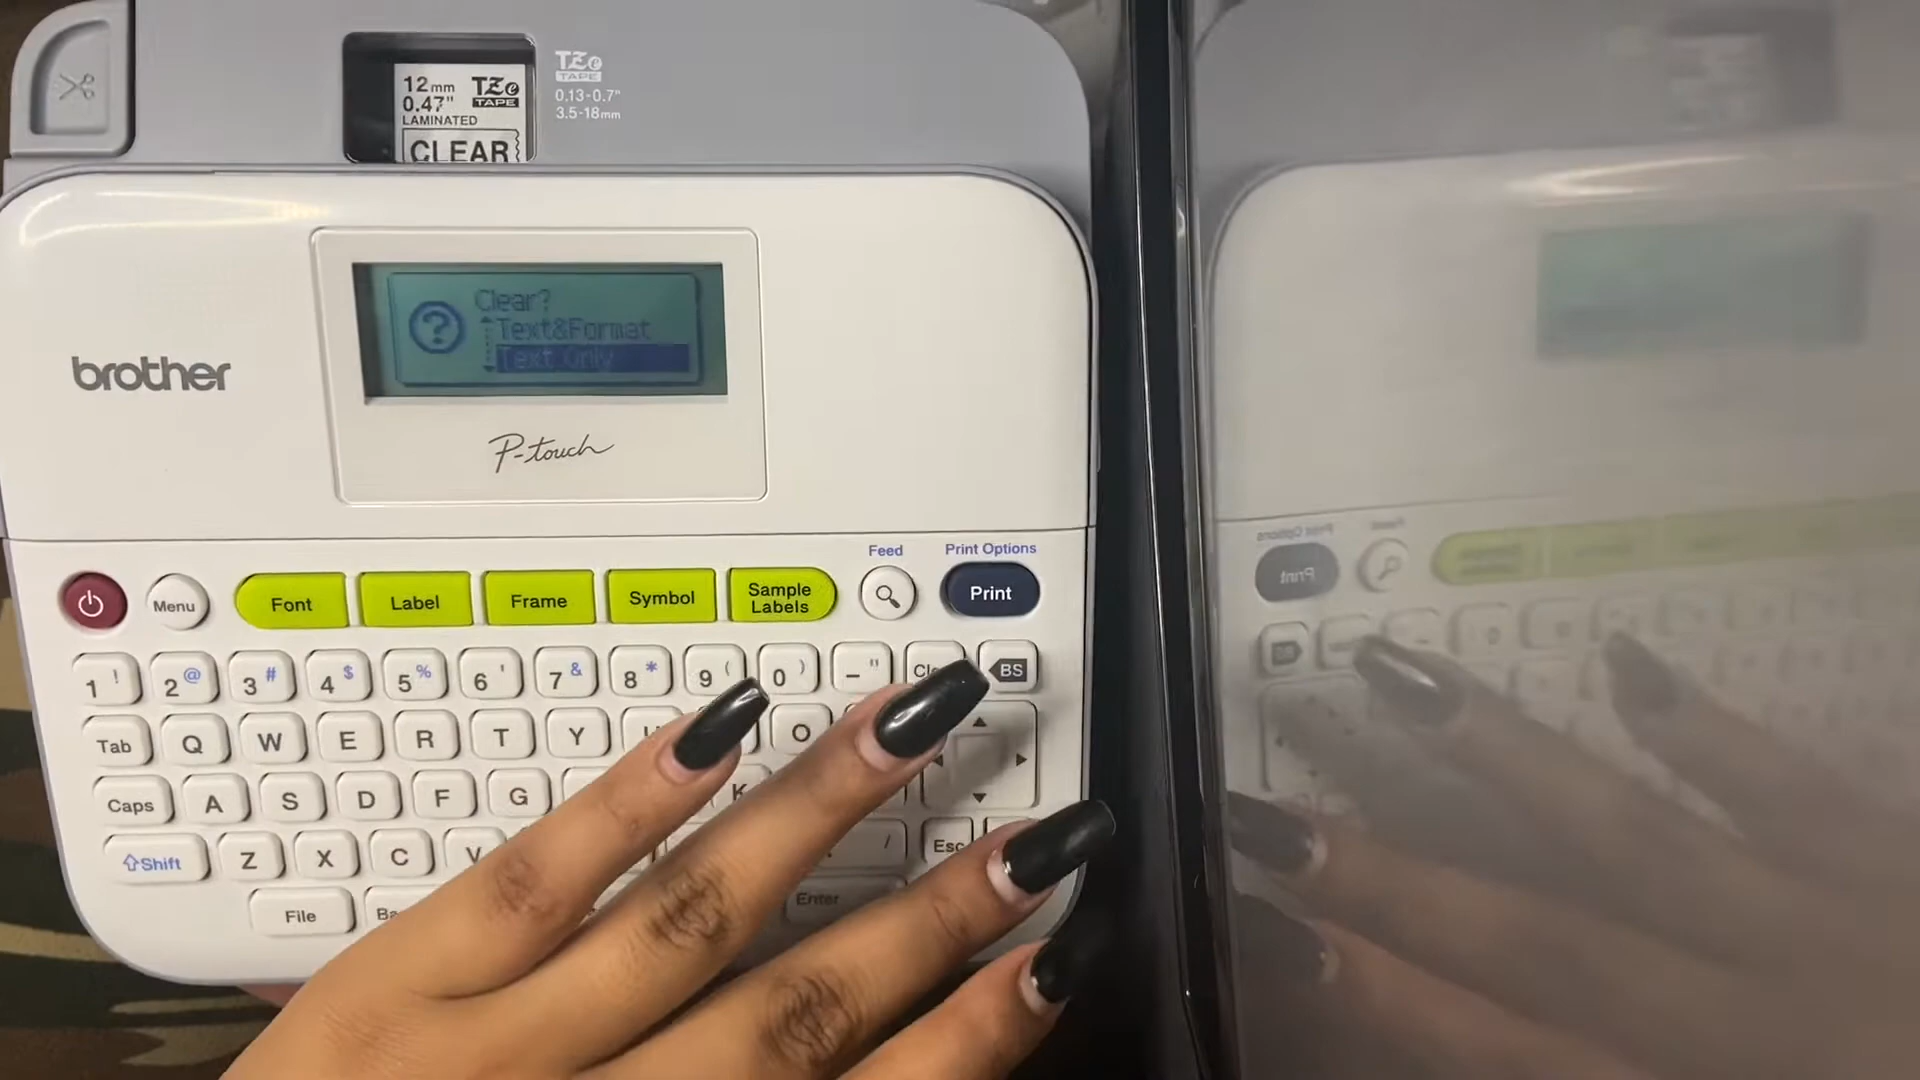 12mm TZe
0.47" TAPE
LAMINATED
CLEAR
TZe
TAPE
0.13-0.7"
3.5-18mm
Clear?
Text&Format
Text Only
brother
P-touch
Feed
Print Options
Menu
Font
Label
Frame
Symbol
Sample
Labels
Print
1 ! 2 @ 3 # 4 $ 5 % 6 ' 7 & 8 * 9 ( 0 ) - " BS
Tab Q W E R T Y O
Caps A S D F G K
Shift Z X C V / Esc
File Enter